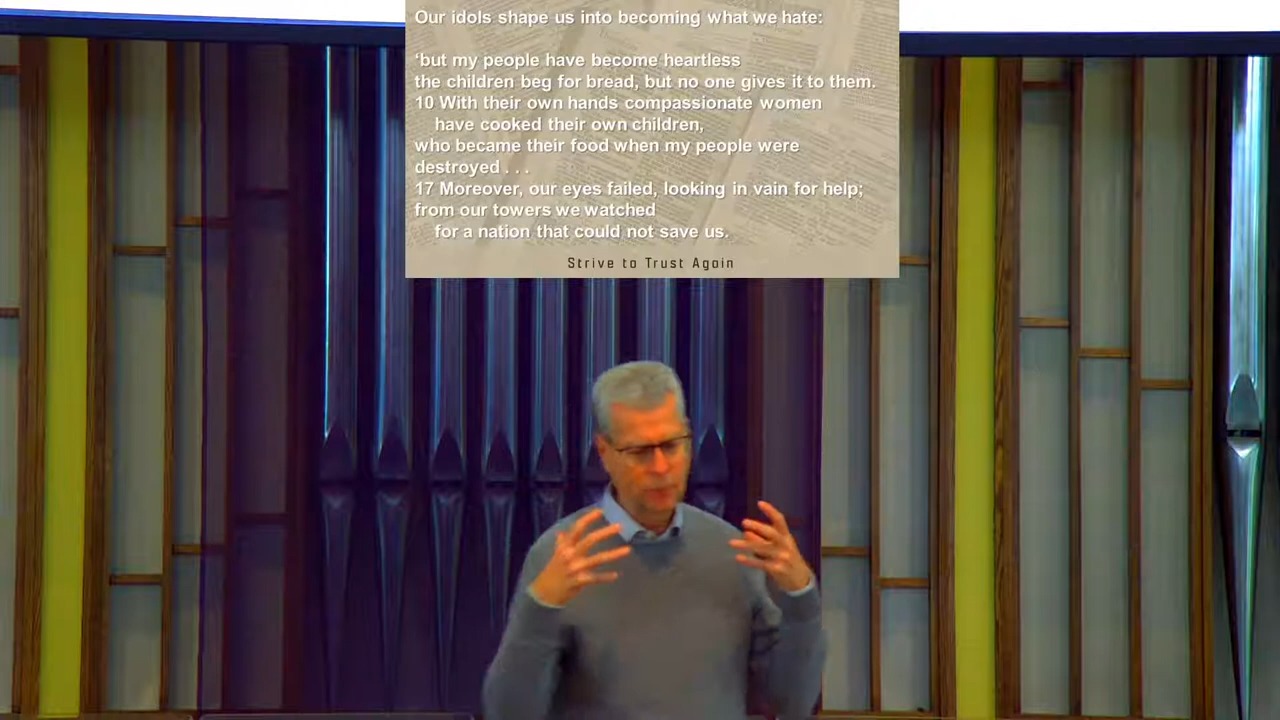 Our idols shape us into becoming what we hate:
‘but my people have become heartless
the children beg for bread, but no one gives it to them.
10 With their own hands compassionate women
have cooked their own children,
who became their food when my people were
destroyed . . .
17 Moreover, our eyes failed, looking in vain for help;
from our towers we watched
for a nation that could not save us.
Strive to Trust Again